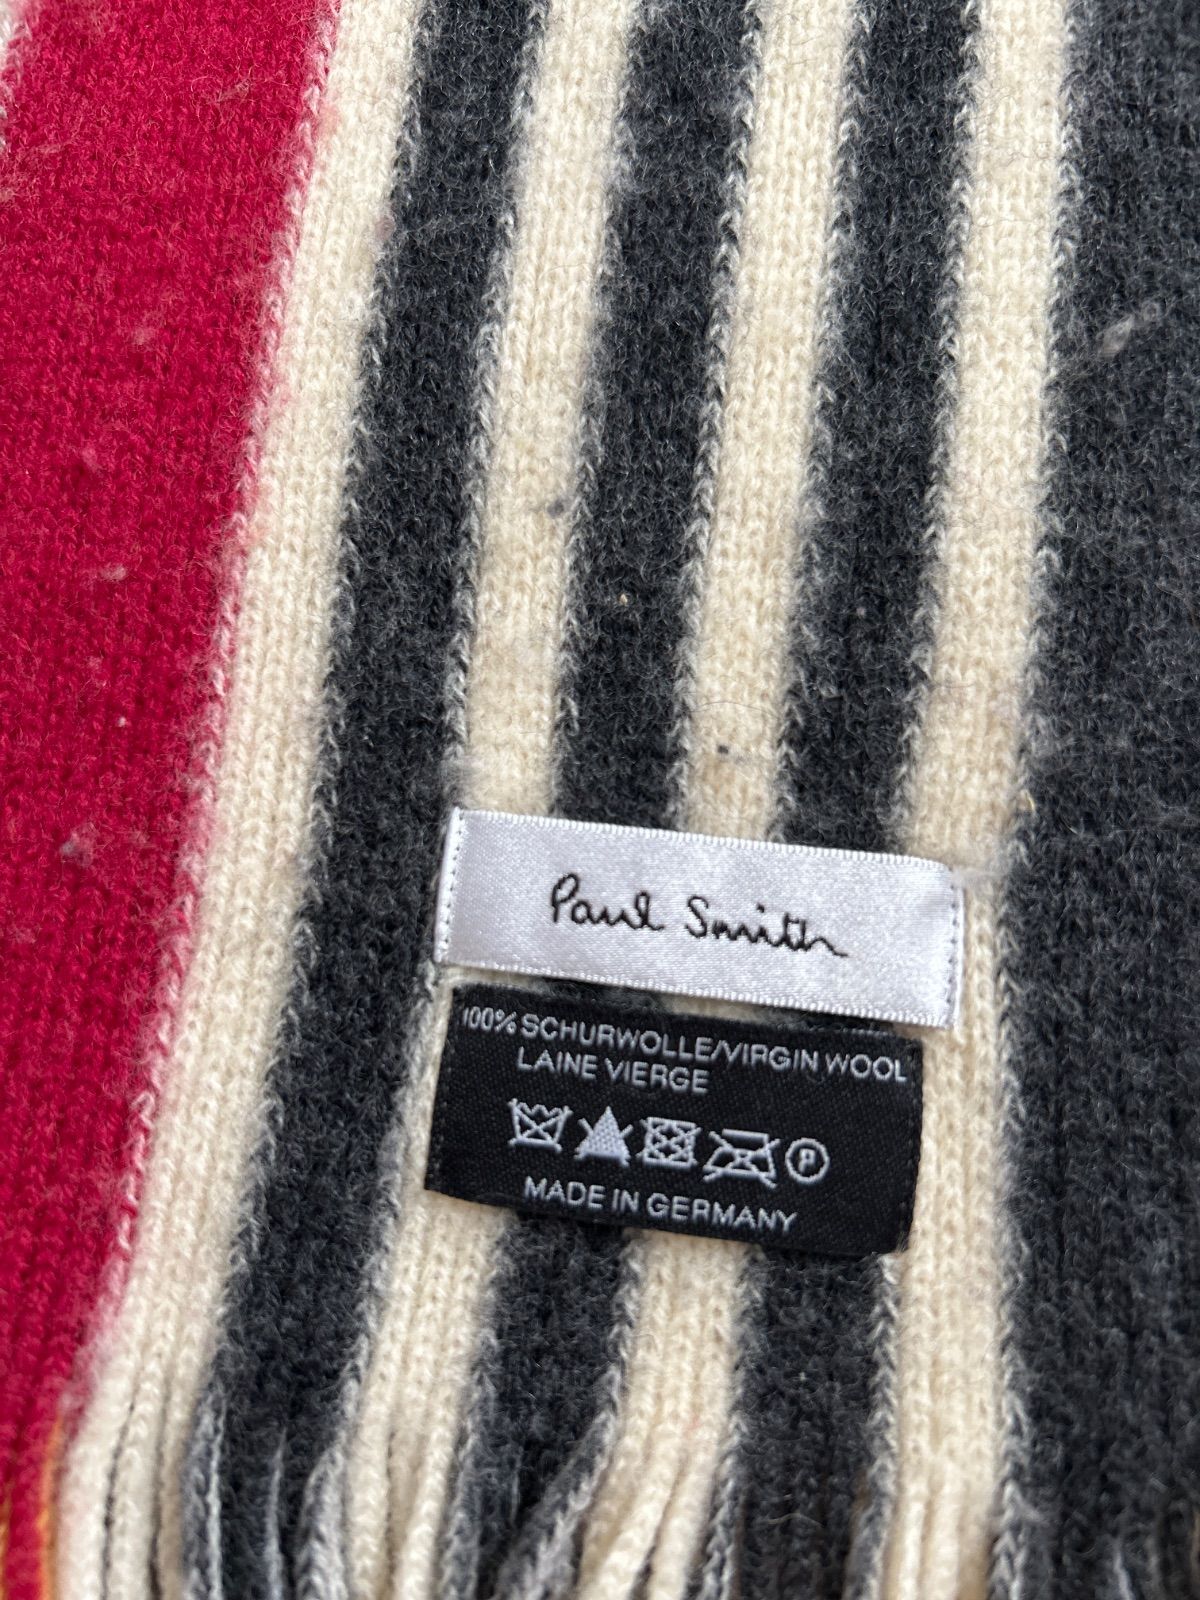 Paul Smith
100% SCHURWOLLE/VIRGIN WOOL
LAINE VIERGE
P
MADE IN GERMANY